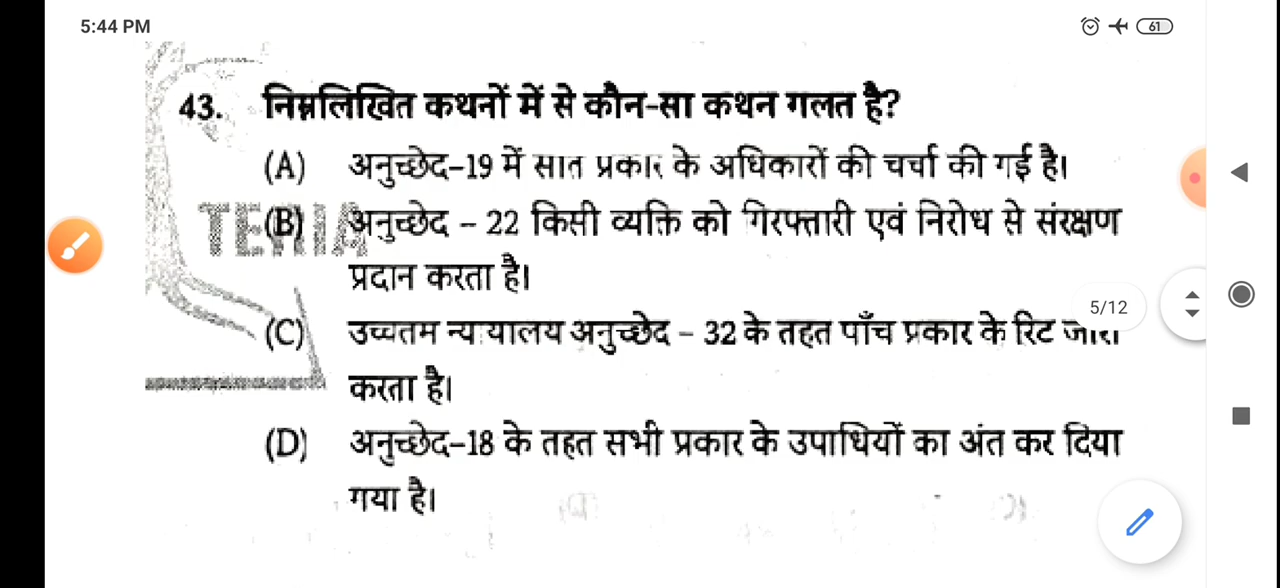 5:44 PM
61
43. निम्नलिखित कथनों में से कौन-सा कथन गलत है?
(A) अनुच्छेद-19 में सात प्रकार के अधिकारों की चर्चा की गई है।
(B) अनुच्छेद - 22 किसी व्यक्ति को गिरफ्तारी एवं निरोध से संरक्षण
प्रदान करता है।
5/12
(C) उच्चतम न्यायालय अनुच्छेद - 32 के तहत पाँच प्रकार के रिट जारी
करता है।
(D) अनुच्छेद-18 के तहत सभी प्रकार के उपाधियों का अंत कर दिया
गया है।